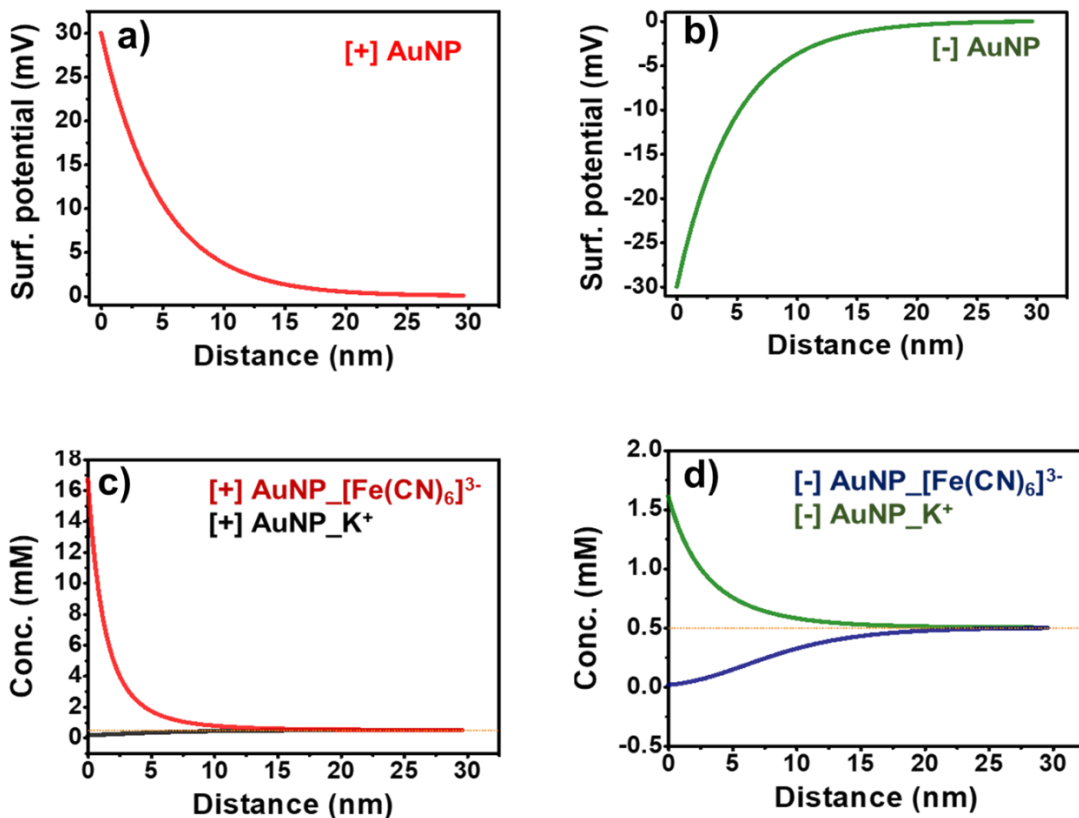 a)
[+] AuNP
Surf. potential (mV)
30
25
20
15
10
5
0
0 5 10 15 20 25 30
Distance (nm)
b)
[-] AuNP
Surf. potential (mV)
0
-5
-10
-15
-20
-25
-30
0 5 10 15 20 25 30
Distance (nm)
c)
[+] AuNP_[Fe(CN)₆]³⁻
[+] AuNP_K⁺
Conc. (mM)
18
16
14
12
10
8
6
4
2
0
0 5 10 15 20 25 30
Distance (nm)
d)
[-] AuNP_[Fe(CN)₆]³⁻
[-] AuNP_K⁺
Conc. (mM)
2.0
1.5
1.0
0.5
0.0
-0.5
0 5 10 15 20 25 30
Distance (nm)